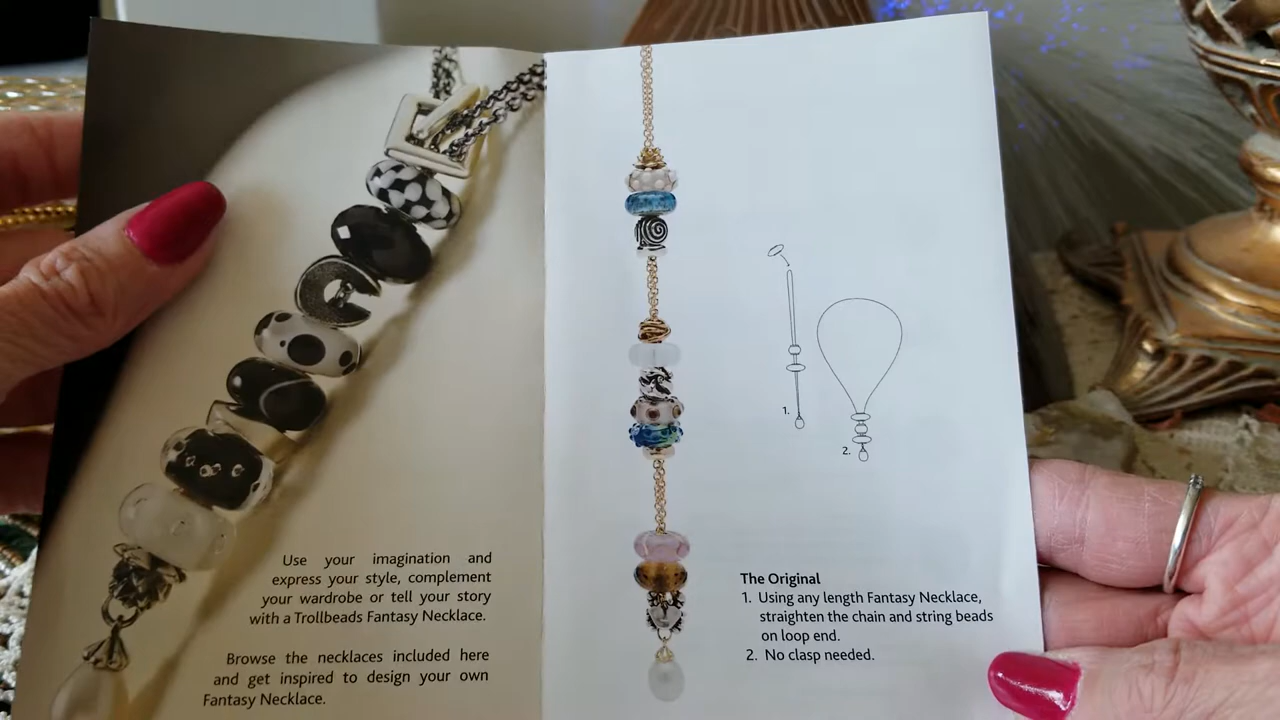 Use your imagination and
express your style, complement
your wardrobe or tell your story
with a Trollbeads Fantasy Necklace.
Browse the necklaces included here
and get inspired to design your own
Fantasy Necklace.
1.
2.
The Original
1. Using any length Fantasy Necklace,
straighten the chain and string beads
on loop end.
2. No clasp needed.